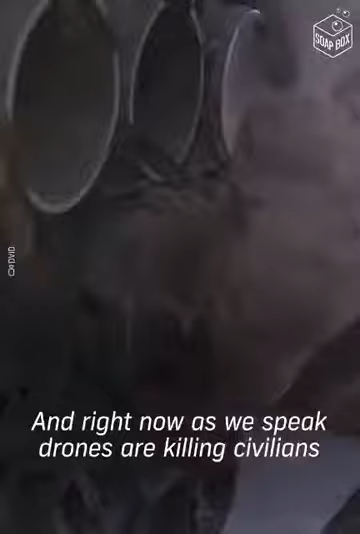 SOAP BOX
DVID
And right now as we speak
drones are killing civilians